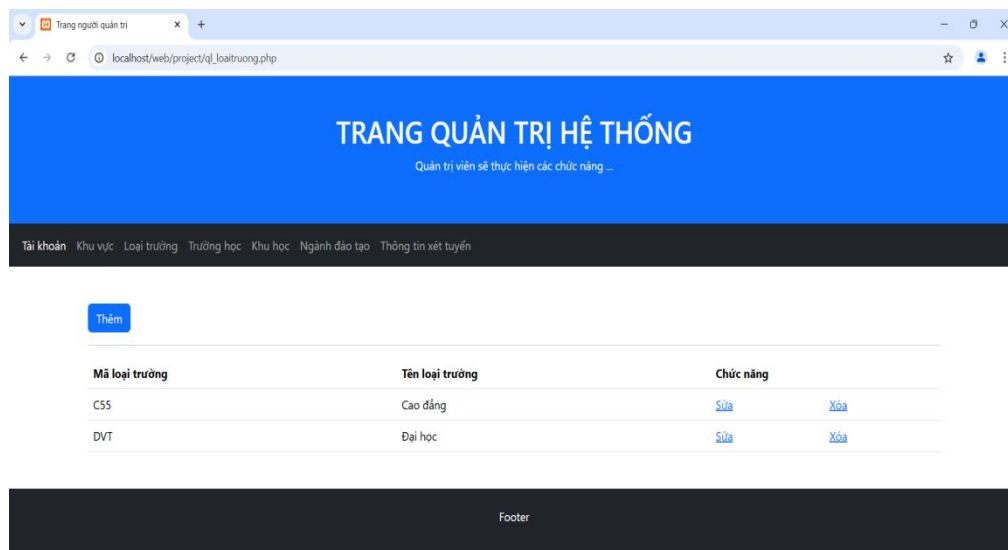 Trang người quản trị
localhost/web/project/ql_loaitruong.php
TRANG QUẢN TRỊ HỆ THỐNG
Quản trị viên sẽ thực hiện các chức năng ...
Tài khoản Khu vực Loại trường Trường học Khu học Ngành đào tạo Thông tin xét tuyển
Thêm
Mã loại trường Tên loại trường Chức năng
C55 Cao đẳng Sửa Xóa
DVT Đại học Sửa Xóa
Footer